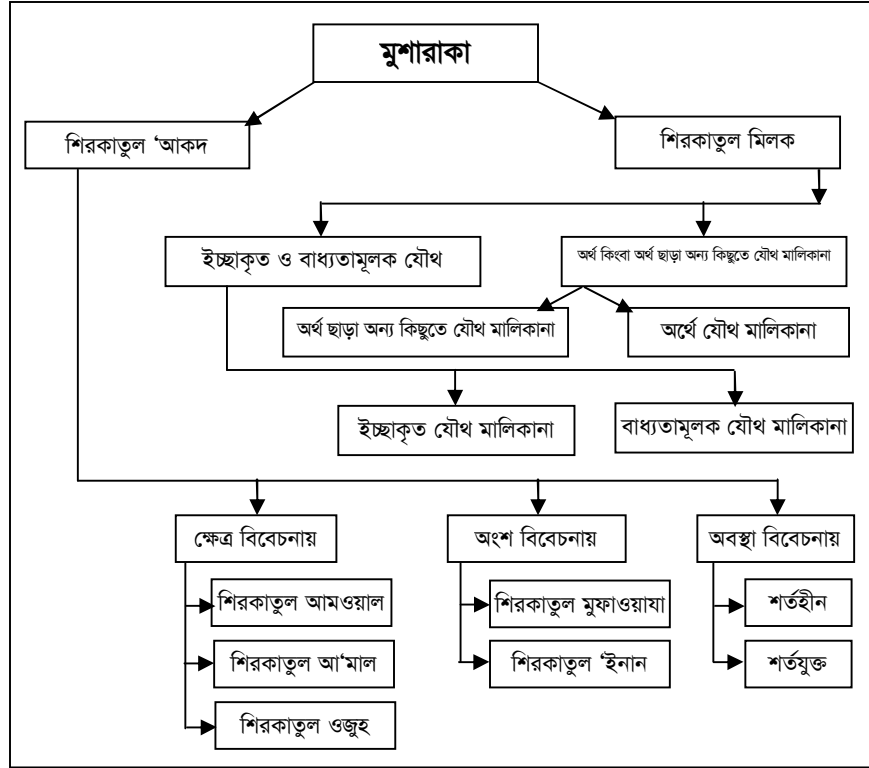 মুশারাকা
শিরকাতুল ‘আকদ
শিরকাতুল মিলক
ইচ্ছাকৃত ও বাধ্যতামূলক যৌথ
অর্থ কিংবা অর্থ ছাড়া অন্য কিছুতে যৌথ মালিকানা
অর্থ ছাড়া অন্য কিছুতে যৌথ মালিকানা
অর্থে যৌথ মালিকানা
ইচ্ছাকৃত যৌথ মালিকানা
বাধ্যতামূলক যৌথ মালিকানা
ক্ষেত্র বিবেচনায়
অংশ বিবেচনায়
অবস্থা বিবেচনায়
শিরকাতুল আমওয়াল
শিরকাতুল মুফাওয়াযা
শর্তহীন
শিরকাতুল আ‘মাল
শিরকাতুল ‘ইনান
শর্তযুক্ত
শিরকাতুল ওজুহ